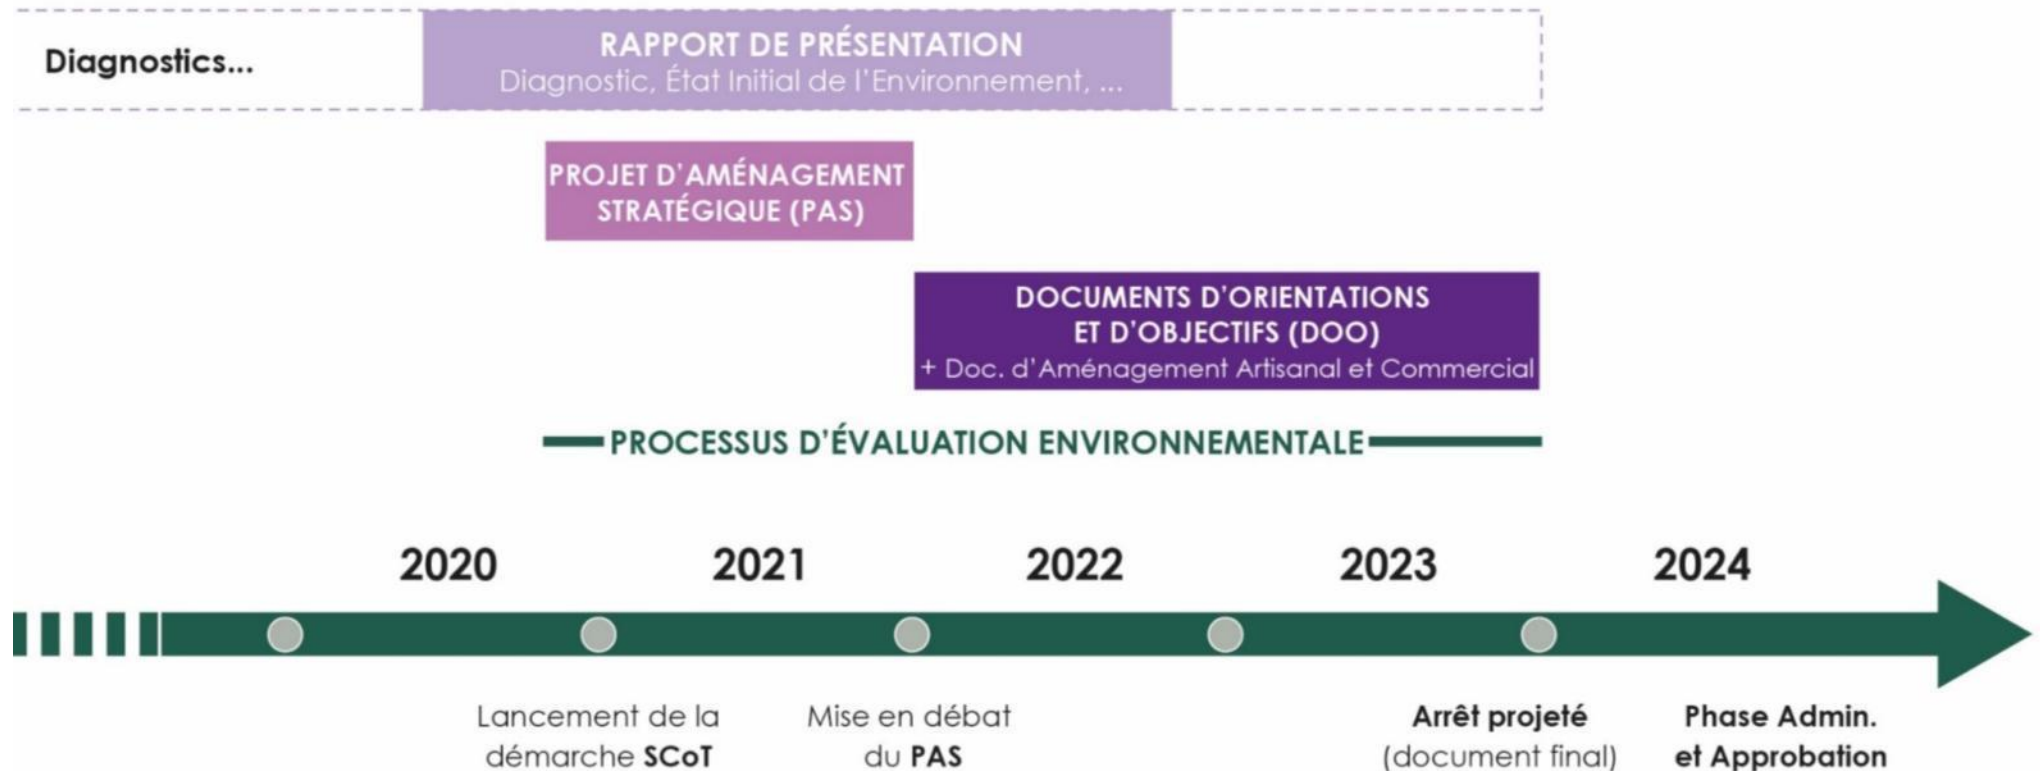 Diagnostics...
RAPPORT DE PRÉSENTATION
Diagnostic, État Initial de l'Environnement, ...
PROJET D'AMÉNAGEMENT
STRATÉGIQUE (PAS)
DOCUMENTS D'ORIENTATIONS
ET D'OBJECTIFS (DOO)
+ Doc. d'Aménagement Artisanal et Commercial
PROCESSUS D'ÉVALUATION ENVIRONNEMENTALE
2020
2021
2022
2023
2024
Lancement de la
démarche SCoT
Mise en débat
du PAS
Arrêt projeté
(document final)
Phase Admin.
et Approbation